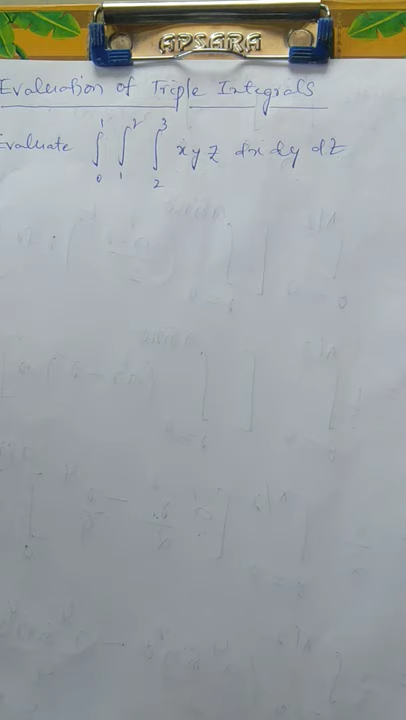 APSARA
Evaluation of Triple Integrals
Evaluate ∫₀¹ ∫₁² ∫₂³ xyz dx dy dz